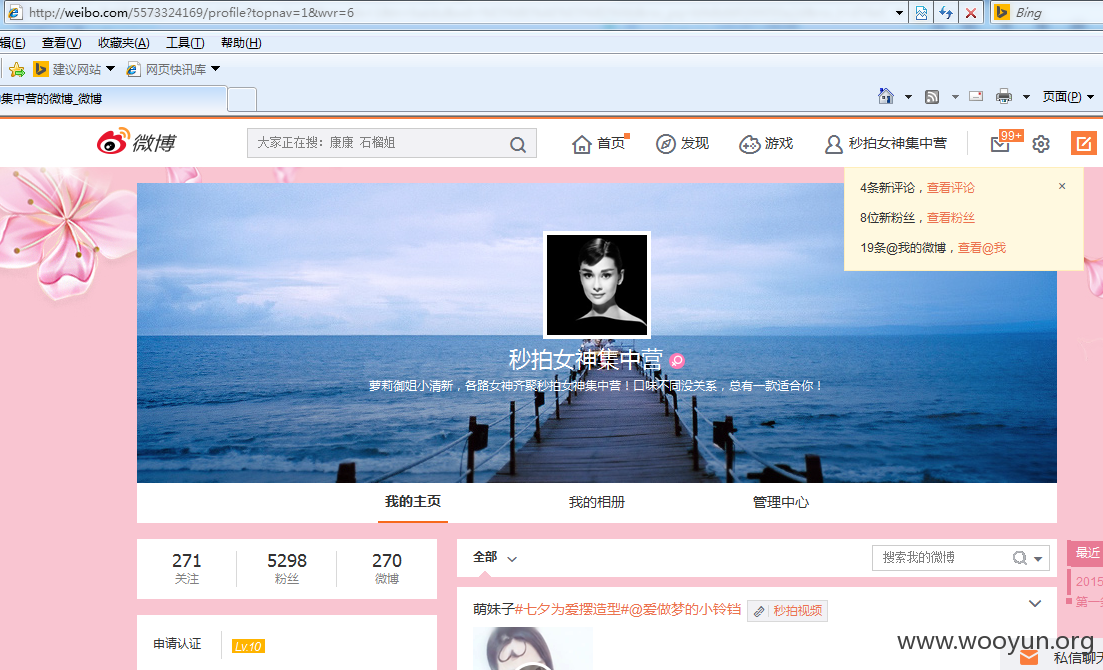 http://weibo.com/5573324169/profile?topnav=1&wvr=6
Bing
辑(E) 查看(V) 收藏夹(A) 工具(T) 帮助(H)
建议网站 网页快讯库
集中营的微博_微博
页面(P)
微博
大家正在搜：康康 石榴姐
首页 发现 游戏 秒拍女神集中营 99+
4条新评论，查看评论 ×
8位新粉丝，查看粉丝
19条@我的微博，查看@我
秒拍女神集中营
萝莉御姐小清新，各路女神齐聚秒拍女神集中营！口味不同没关系，总有一款适合你！
我的主页 我的相册 管理中心
271 5298 270
关注 粉丝 微博
全部 搜索我的微博
最近
2015
第一
萌妹子#七夕为爱摆造型#@爱做梦的小铃铛 秒拍视频
申请认证 Lv.10
www.wooyun.org
私信聊天